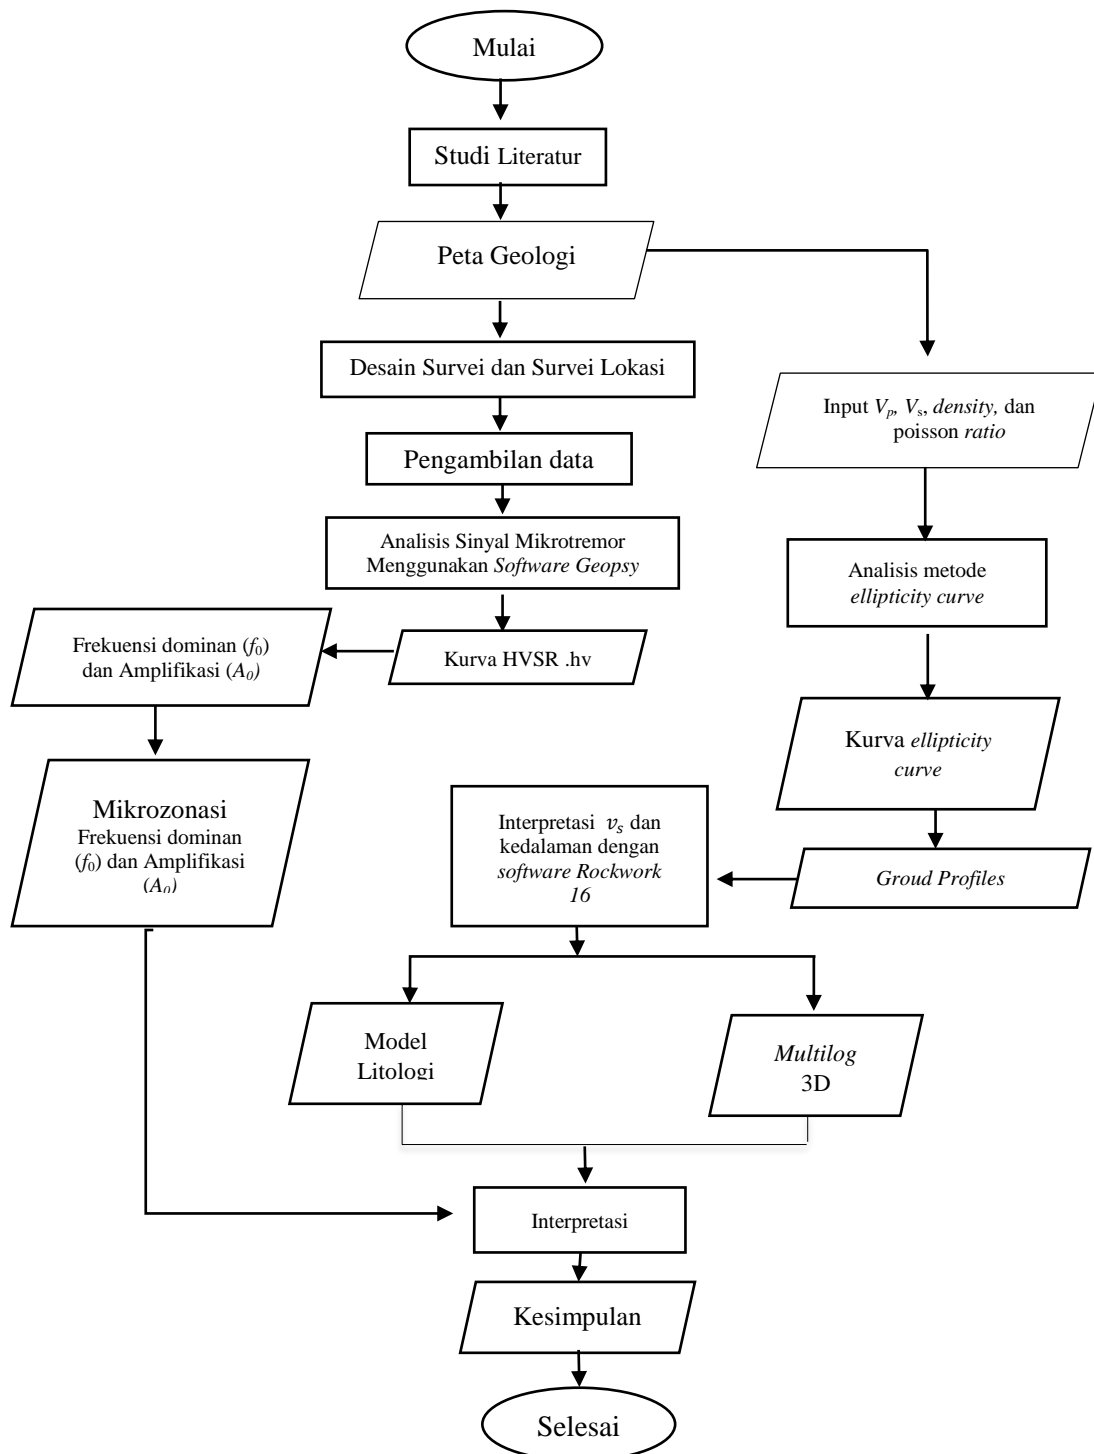 Mulai
Studi Literatur
Peta Geologi
Desain Survei dan Survei Lokasi
Input Vp, Vs, density, dan
poisson ratio
Pengambilan data
Analisis Sinyal Mikrotremor
Menggunakan Software Geopsy
Analisis metode
ellipticity curve
Frekuensi dominan (f0)
dan Amplifikasi (A0)
Kurva HVSR .hv
Kurva ellipticity
curve
Mikrozonasi
Frekuensi dominan
(f0) dan Amplifikasi
(A0)
Interpretasi vs dan
kedalaman dengan
software Rockwork
16
Groud Profiles
Model
Litologi
Multilog
3D
Interpretasi
Kesimpulan
Selesai